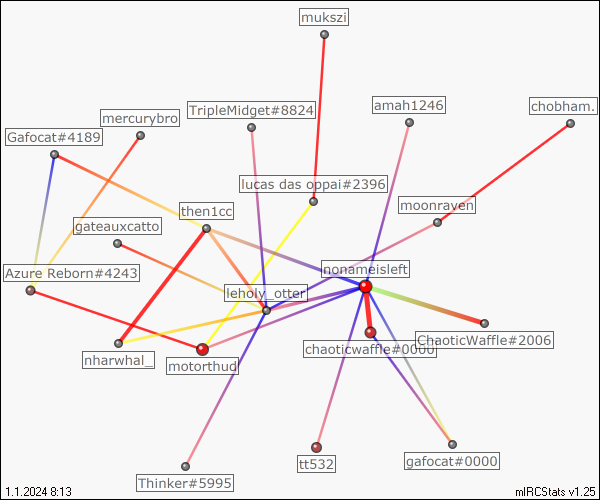 mukszi
TripleMidget#8824
amah1246
chobham.
mercurybro
Gafocat#4189
lucas das oppai#2396
then1cc
moonraven
gateauxcatto
Azure Reborn#4243
nonameisleft
leholy_otter
ChaoticWaffle#2006
chaoticwaffle#0000
nharwhal_
motorthud
tt532
gafocat#0000
Thinker#5995
1.1.2024 8:13
mIRCStats v1.25